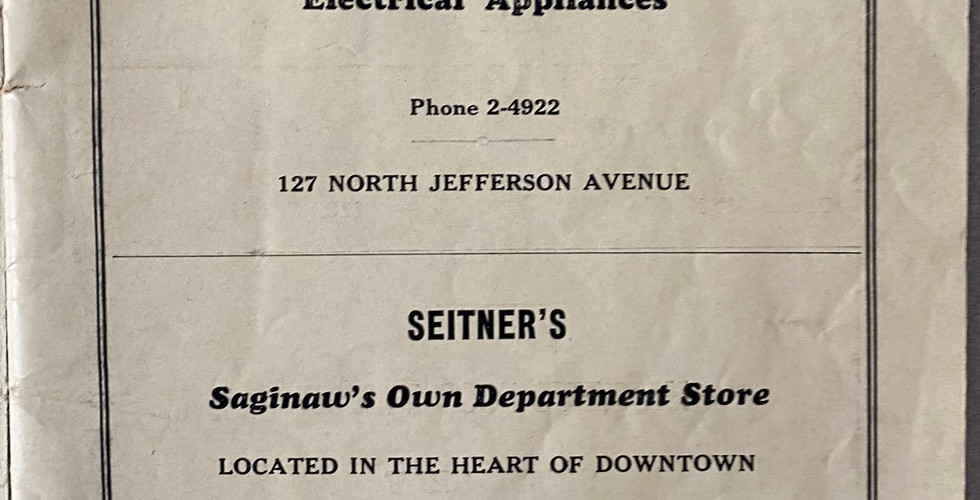 Electrical Appliances
Phone 2-4922
127 NORTH JEFFERSON AVENUE
SEITNER'S
Saginaw's Own Department Store
LOCATED IN THE HEART OF DOWNTOWN